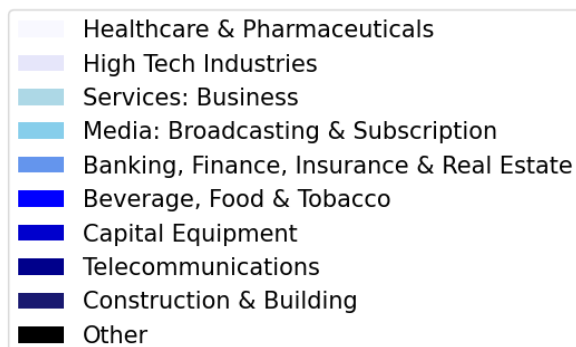 Healthcare & Pharmaceuticals
High Tech Industries
Services: Business
Media: Broadcasting & Subscription
Banking, Finance, Insurance & Real Estate
Beverage, Food & Tobacco
Capital Equipment
Telecommunications
Construction & Building
Other